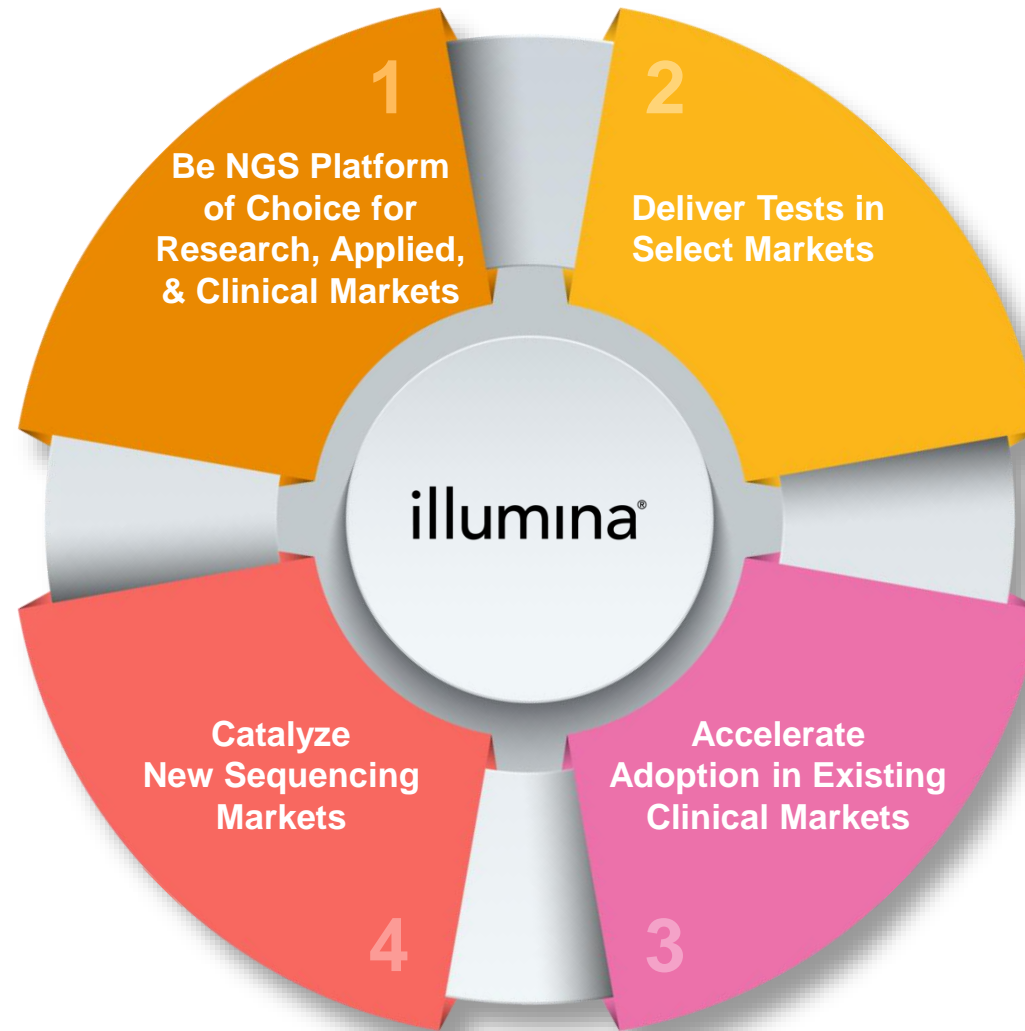 1
Be NGS Platform
of Choice for
Research, Applied,
& Clinical Markets
2
Deliver Tests in
Select Markets
illumina®
Accelerate
Adoption in Existing
Clinical Markets
3
Catalyze
New Sequencing
Markets
4